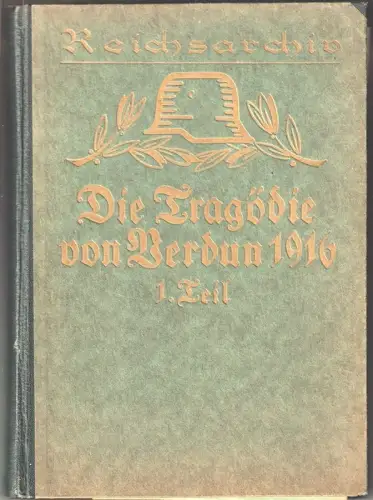 Reichsarchiv
Die Tragödie
von Verdun 1916
1. Teil